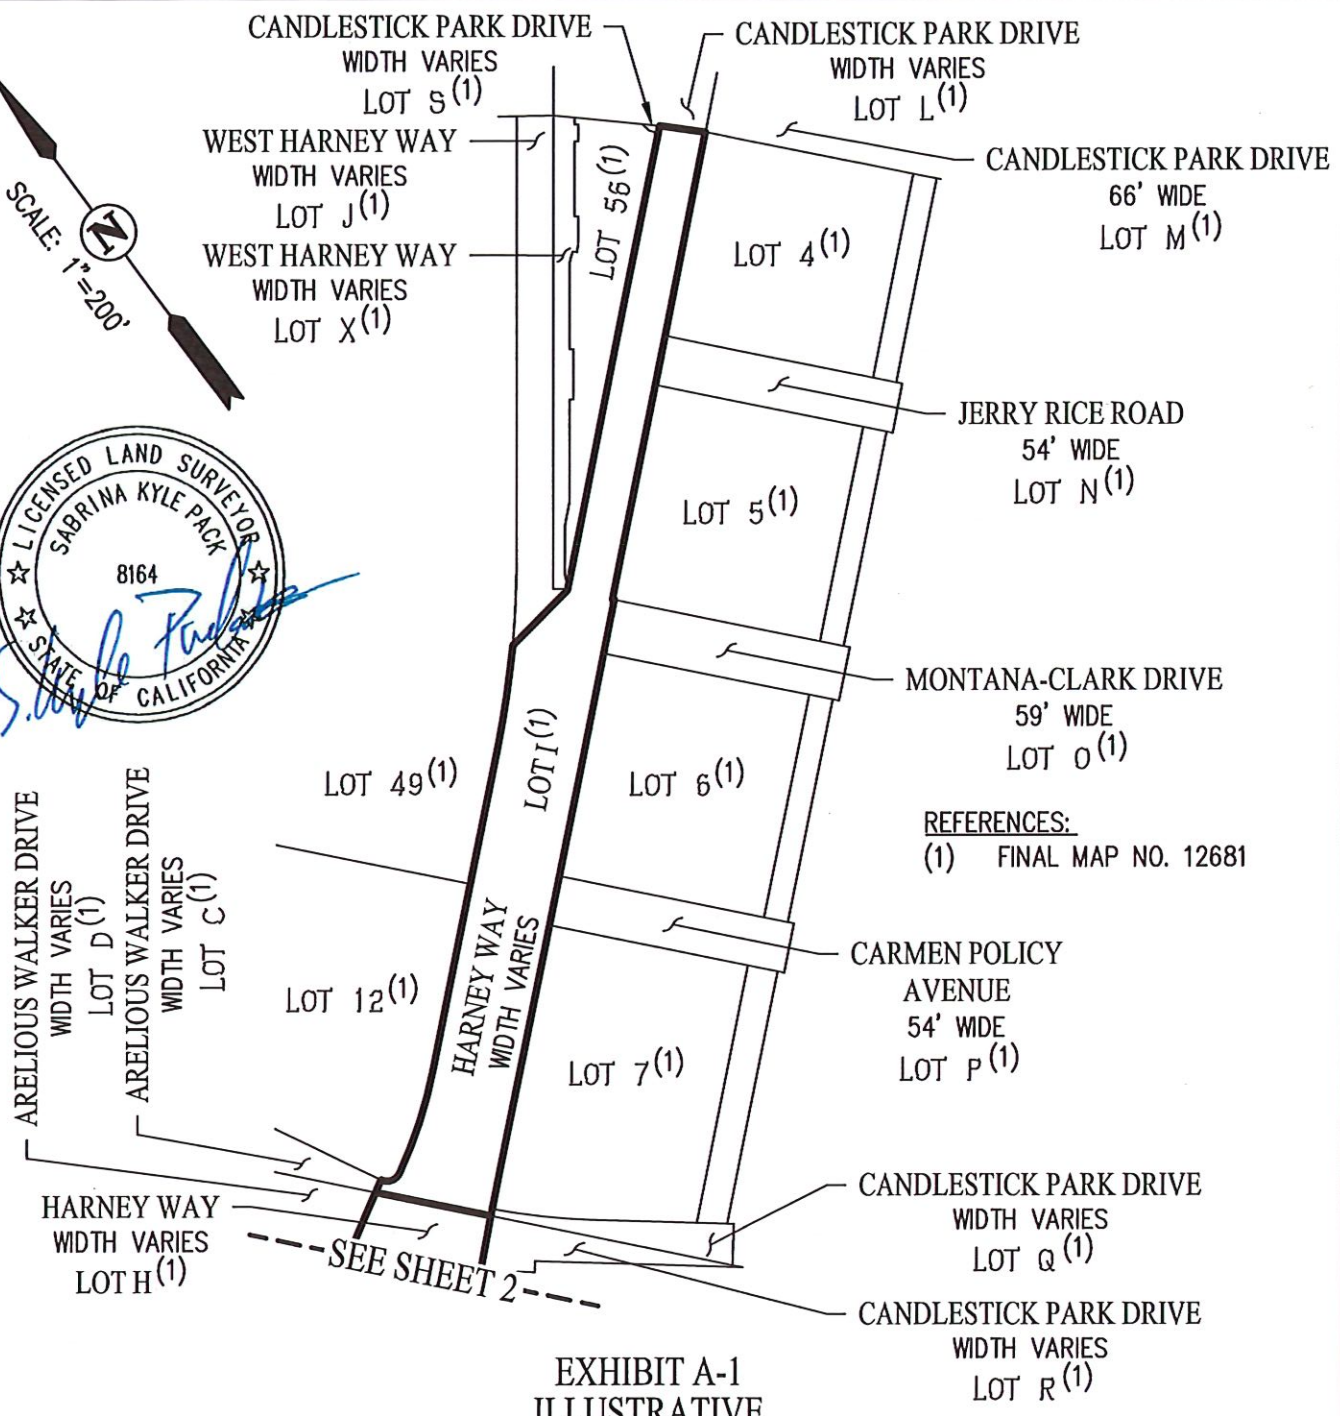 CANDLESTICK PARK DRIVE
WIDTH VARIES
LOT S(1)
CANDLESTICK PARK DRIVE
WIDTH VARIES
LOT L(1)
WEST HARNEY WAY
WIDTH VARIES
LOT J(1)
CANDLESTICK PARK DRIVE
66' WIDE
LOT M(1)
WEST HARNEY WAY
WIDTH VARIES
LOT X(1)
LOT 56(1)
LOT 4(1)
N
SCALE: 1"=200'
JERRY RICE ROAD
54' WIDE
LOT N(1)
LICENSED LAND SURVEYOR
SABRINA KYLE PACK
8164
STATE OF CALIFORNIA
LOT 5(1)
MONTANA-CLARK DRIVE
59' WIDE
LOT O(1)
LOT 49(1)
LOT I(1)
LOT 6(1)
REFERENCES:
(1) FINAL MAP NO. 12681
ARELIOUS WALKER DRIVE
WIDTH VARIES
LOT D(1)
ARELIOUS WALKER DRIVE
WIDTH VARIES
LOT C(1)
LOT 12(1)
HARNEY WAY
WIDTH VARIES
LOT 7(1)
CARMEN POLICY
AVENUE
54' WIDE
LOT P(1)
HARNEY WAY
WIDTH VARIES
LOT H(1)
SEE SHEET 2
CANDLESTICK PARK DRIVE
WIDTH VARIES
LOT Q(1)
CANDLESTICK PARK DRIVE
WIDTH VARIES
LOT R(1)
EXHIBIT A-1
ILLUSTRATIVE